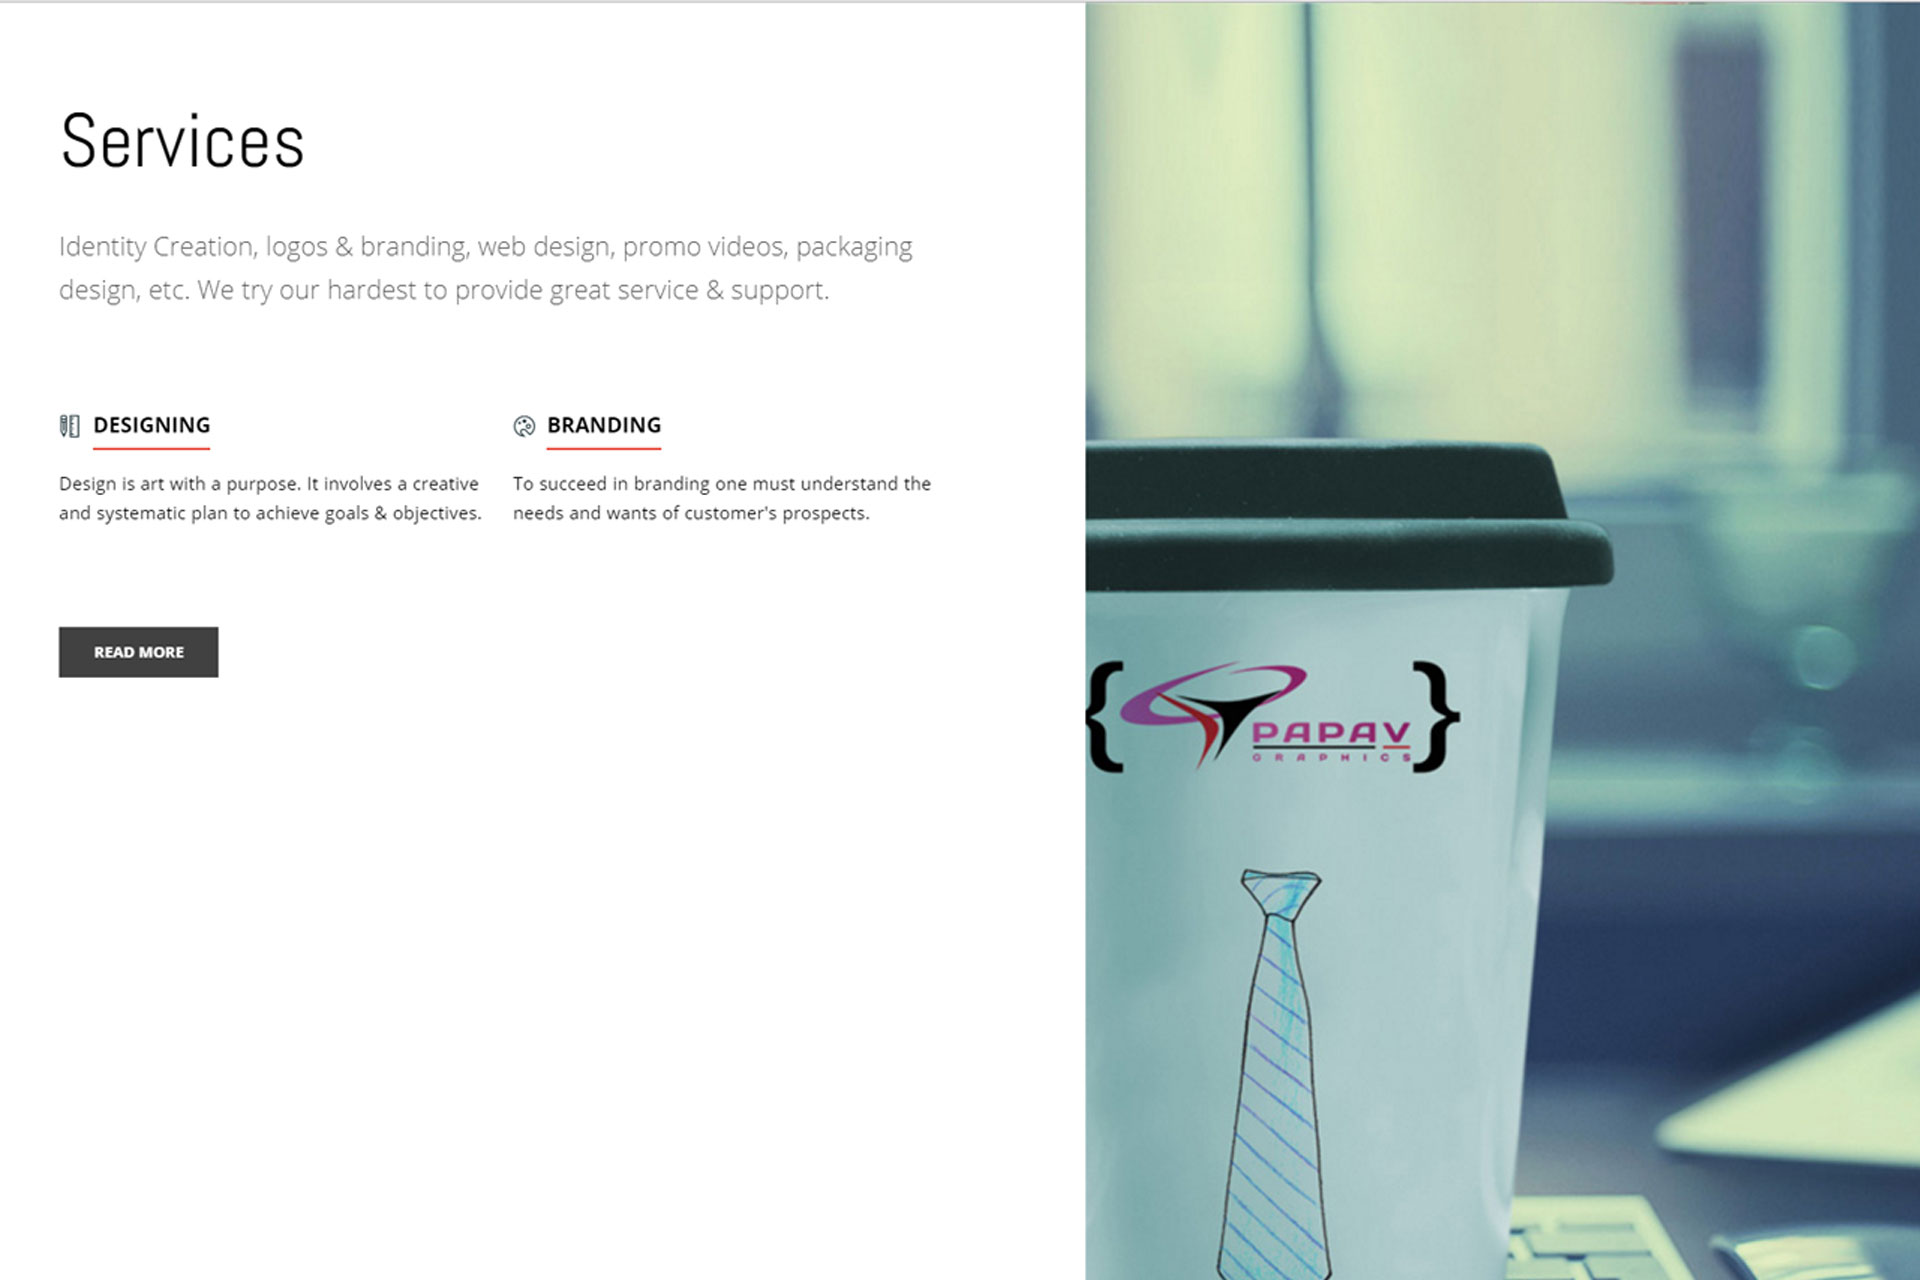 Services
Identity Creation, logos & branding, web design, promo videos, packaging
design, etc. We try our hardest to provide great service & support.
DESIGNING
Design is art with a purpose. It involves a creative
and systematic plan to achieve goals & objectives.
BRANDING
To succeed in branding one must understand the
needs and wants of customer's prospects.
READ MORE
{ PAPAV }
GRAPHICS